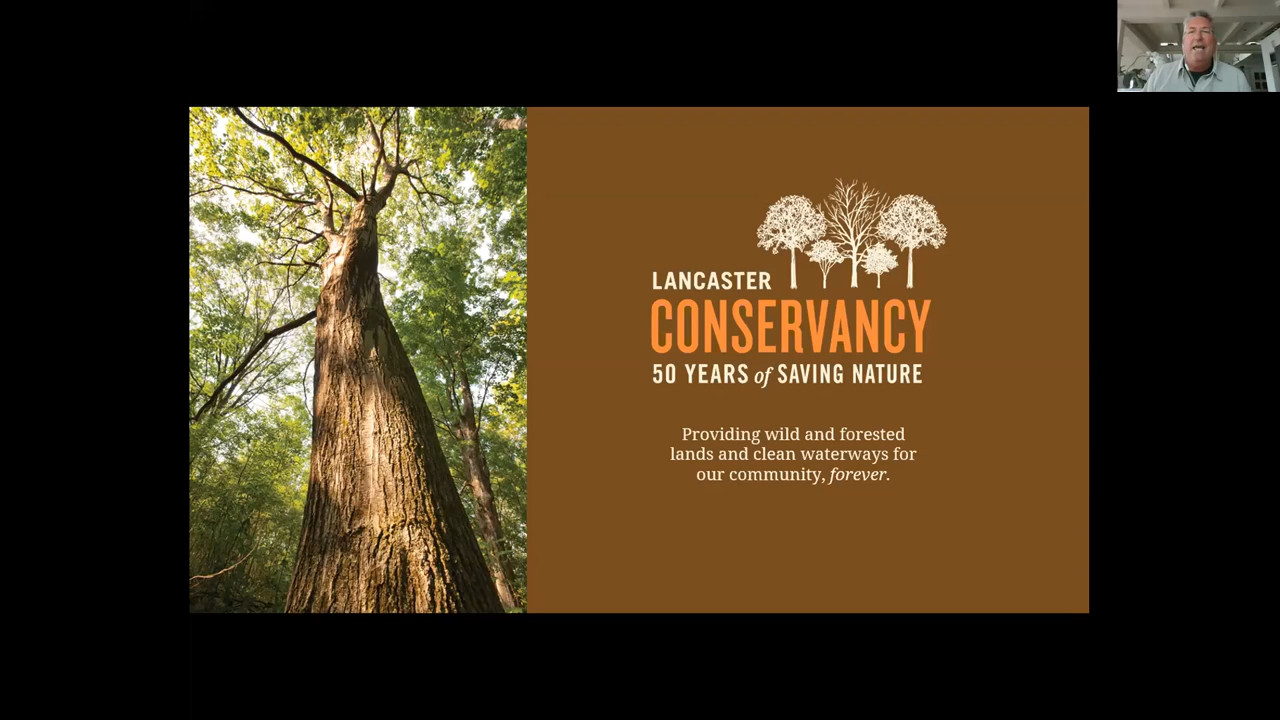 LANCASTER
CONSERVANCY
50 YEARS of SAVING NATURE
Providing wild and forested
lands and clean waterways for
our community, forever.